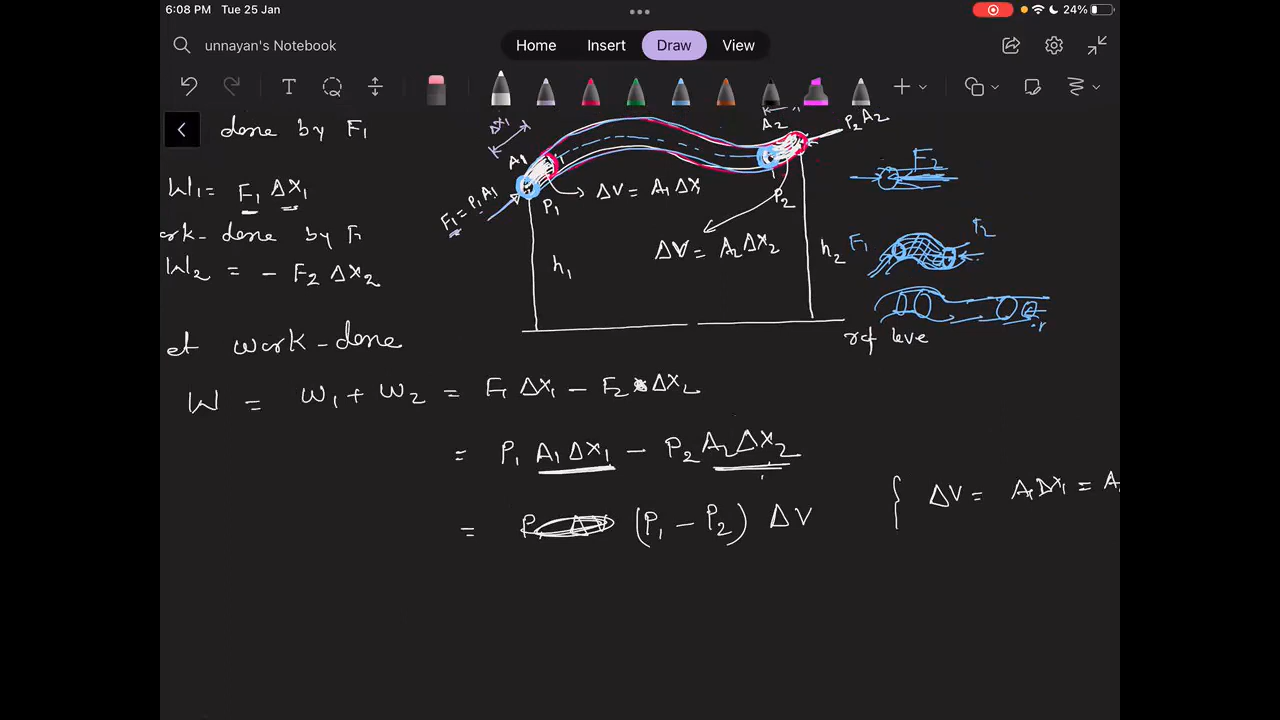 6:08 PM Tue 25 Jan
24%
unnayan's Notebook
Home Insert Draw View
done by F1
Δx1
A1
A2
P2 A2
F2
W1 = F1 Δx1
F1 = P1 A1
P1
ΔV = A1 Δx
P2
ork-done by F
ΔV = A2 Δx2
h1
h2
F1
F2
W2 = - F2 Δx2
ref leve
et work-done
W = W1 + W2 = F1 Δx1 - F2 Δx2
= P1 A1 Δx1 - P2 A2 Δx2
= (P1 - P2) ΔV
{ ΔV = A1 Δx1 = A